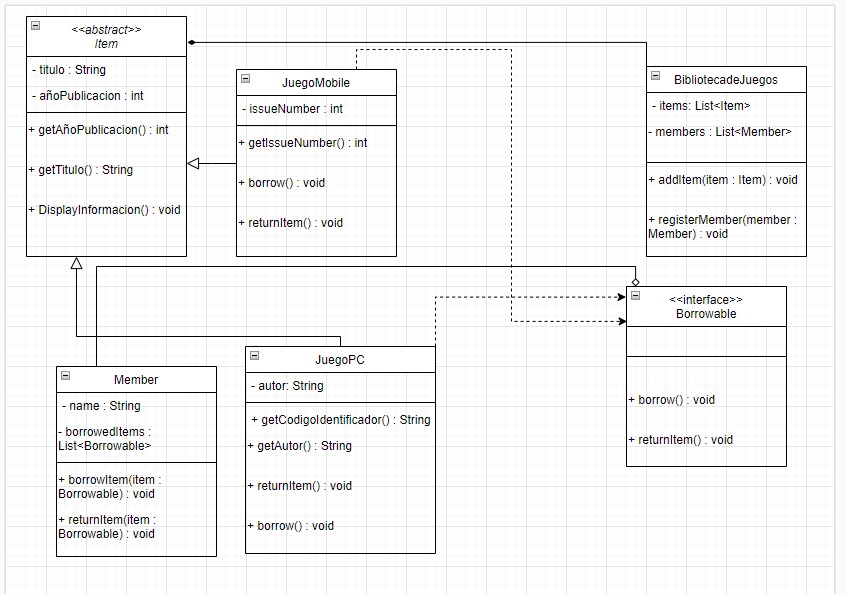 <<abstract>>
Item
- titulo : String
- añoPublicacion : int
+ getAñoPublicacion() : int
+ getTitulo() : String
+ DisplayInformacion() : void
JuegoMobile
- issueNumber : int
+ getIssueNumber() : int
+ borrow() : void
+ returnItem() : void
BibliotecadeJuegos
- items: List<Item>
- members : List<Member>
+ addItem(item : Item) : void
+ registerMember(member :
Member) : void
<<interface>>
Borrowable
+ borrow() : void
+ returnItem() : void
Member
- name : String
- borrowedItems :
List<Borrowable>
+ borrowItem(item :
Borrowable) : void
+ returnItem(item :
Borrowable) : void
JuegoPC
- autor: String
+ getCodigoIdentificador() : String
+ getAutor() : String
+ returnItem() : void
+ borrow() : void